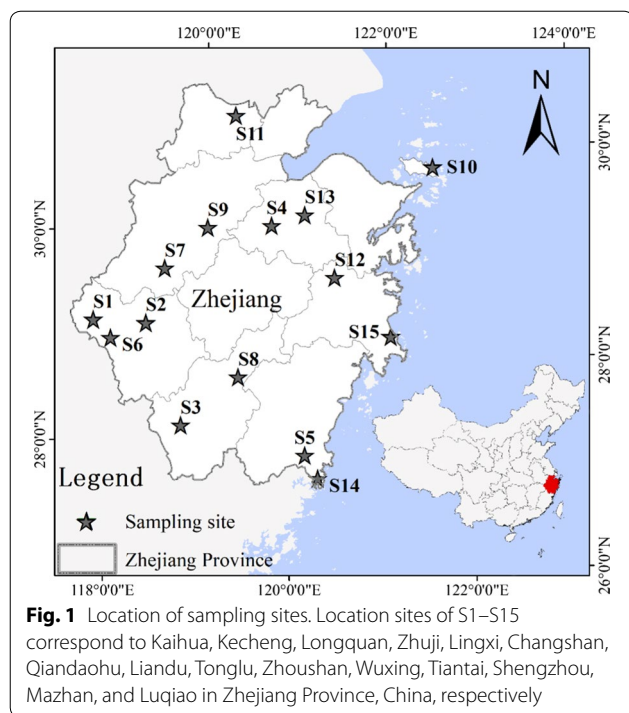 120°0'0"E 122°0'0"E 124°0'0"E
N
S11
30°0'0"N
S10
S13
S9 S4
30°0'0"N
S7 S12
S1 S2 Zhejiang
S15
S6
28°0'0"N
S8
S3
28°0'0"N
S5
Legend
S14
Sampling site
Zhejiang Province
26°0'0"N
118°0'0"E 120°0'0"E 122°0'0"E
Fig. 1 Location of sampling sites. Location sites of S1–S15
correspond to Kaihua, Kecheng, Longquan, Zhuji, Lingxi, Changshan,
Qiandaohu, Liandu, Tonglu, Zhoushan, Wuxing, Tiantai, Shengzhou,
Mazhan, and Luqiao in Zhejiang Province, China, respectively